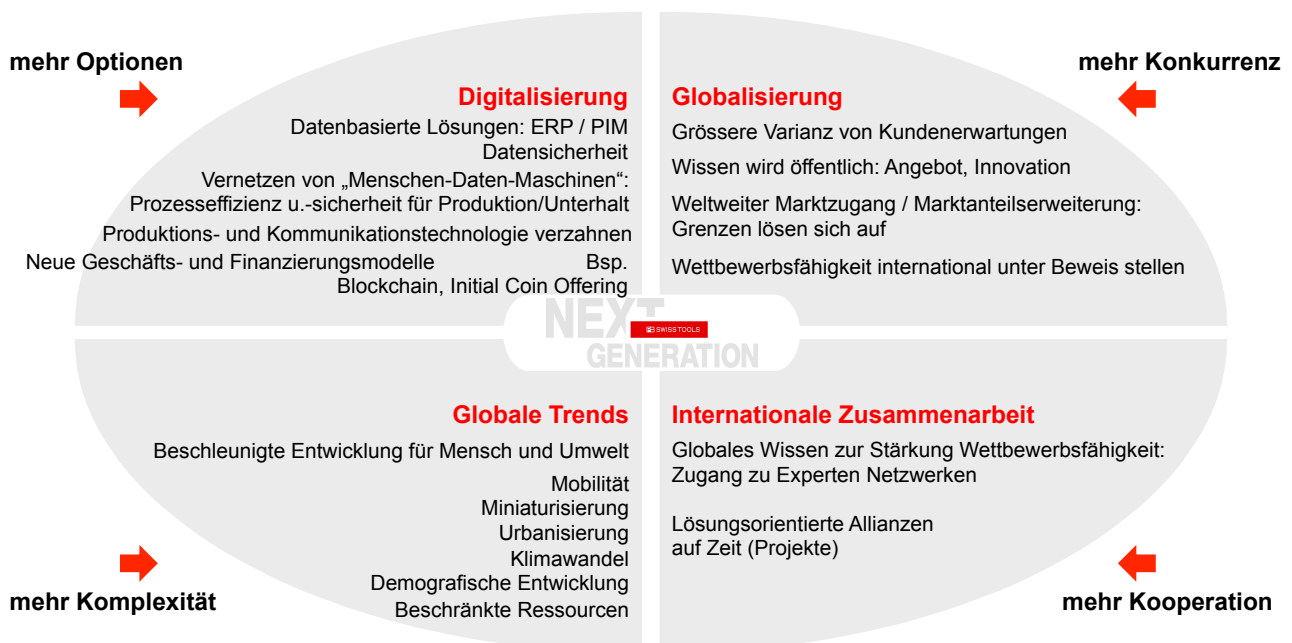 mehr Optionen
Digitalisierung
Datenbasierte Lösungen: ERP / PIM
Datensicherheit
Vernetzen von „Menschen-Daten-Maschinen“:
Prozesseffizienz u.-sicherheit für Produktion/Unterhalt
Produktions- und Kommunikationstechnologie verzahnen
Neue Geschäfts- und Finanzierungsmodelle Bsp.
Blockchain, Initial Coin Offering
mehr Konkurrenz
Globalisierung
Grössere Varianz von Kundenerwartungen
Wissen wird öffentlich: Angebot, Innovation
Weltweiter Marktzugang / Marktanteilserweiterung:
Grenzen lösen sich auf
Wettbewerbsfähigkeit international unter Beweis stellen
NEXT
PB SWISS TOOLS
GENERATION
Globale Trends
Beschleunigte Entwicklung für Mensch und Umwelt
Mobilität
Miniaturisierung
Urbanisierung
Klimawandel
Demografische Entwicklung
Beschränkte Ressourcen
mehr Komplexität
Internationale Zusammenarbeit
Globales Wissen zur Stärkung Wettbewerbsfähigkeit:
Zugang zu Experten Netzwerken
Lösungsorientierte Allianzen
auf Zeit (Projekte)
mehr Kooperation